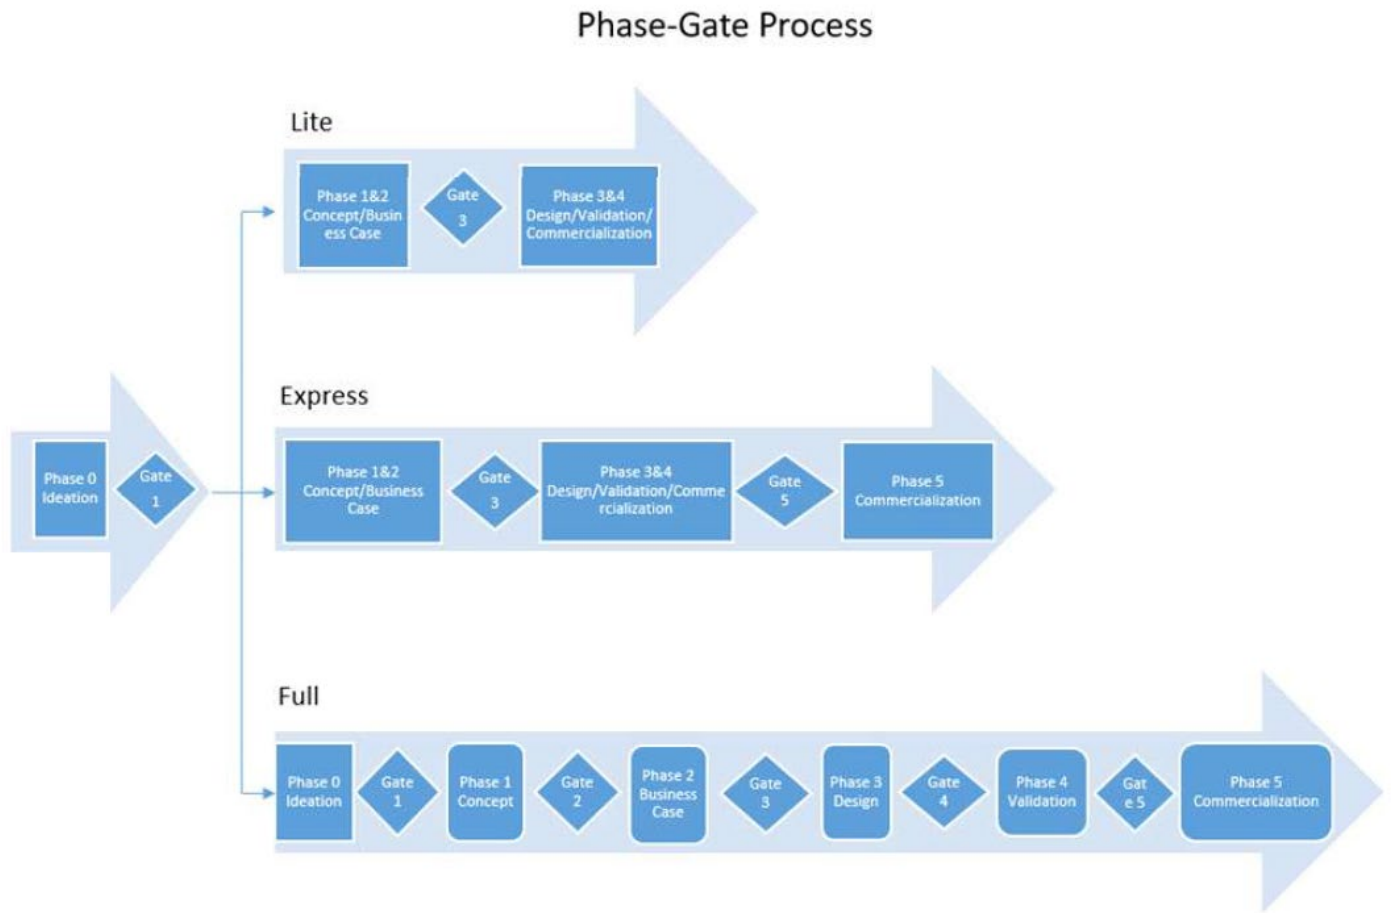 Phase-Gate Process
Lite
Phase 1&2
Concept/Busin
ess Case
Gate
3
Phase 3&4
Design/Validation/
Commercialization
Phase 0
Ideation
Gate
1
Express
Phase 1&2
Concept/Business
Case
Gate
3
Phase 3&4
Design/Validation/Comme
rcialization
Gate
5
Phase 5
Commercialization
Full
Phase 0
Ideation
Gate
1
Phase 1
Concept
Gate
2
Phase 2
Business
Case
Gate
3
Phase 3
Design
Gate
4
Phase 4
Validation
Gat
e 5
Phase 5
Commercialization